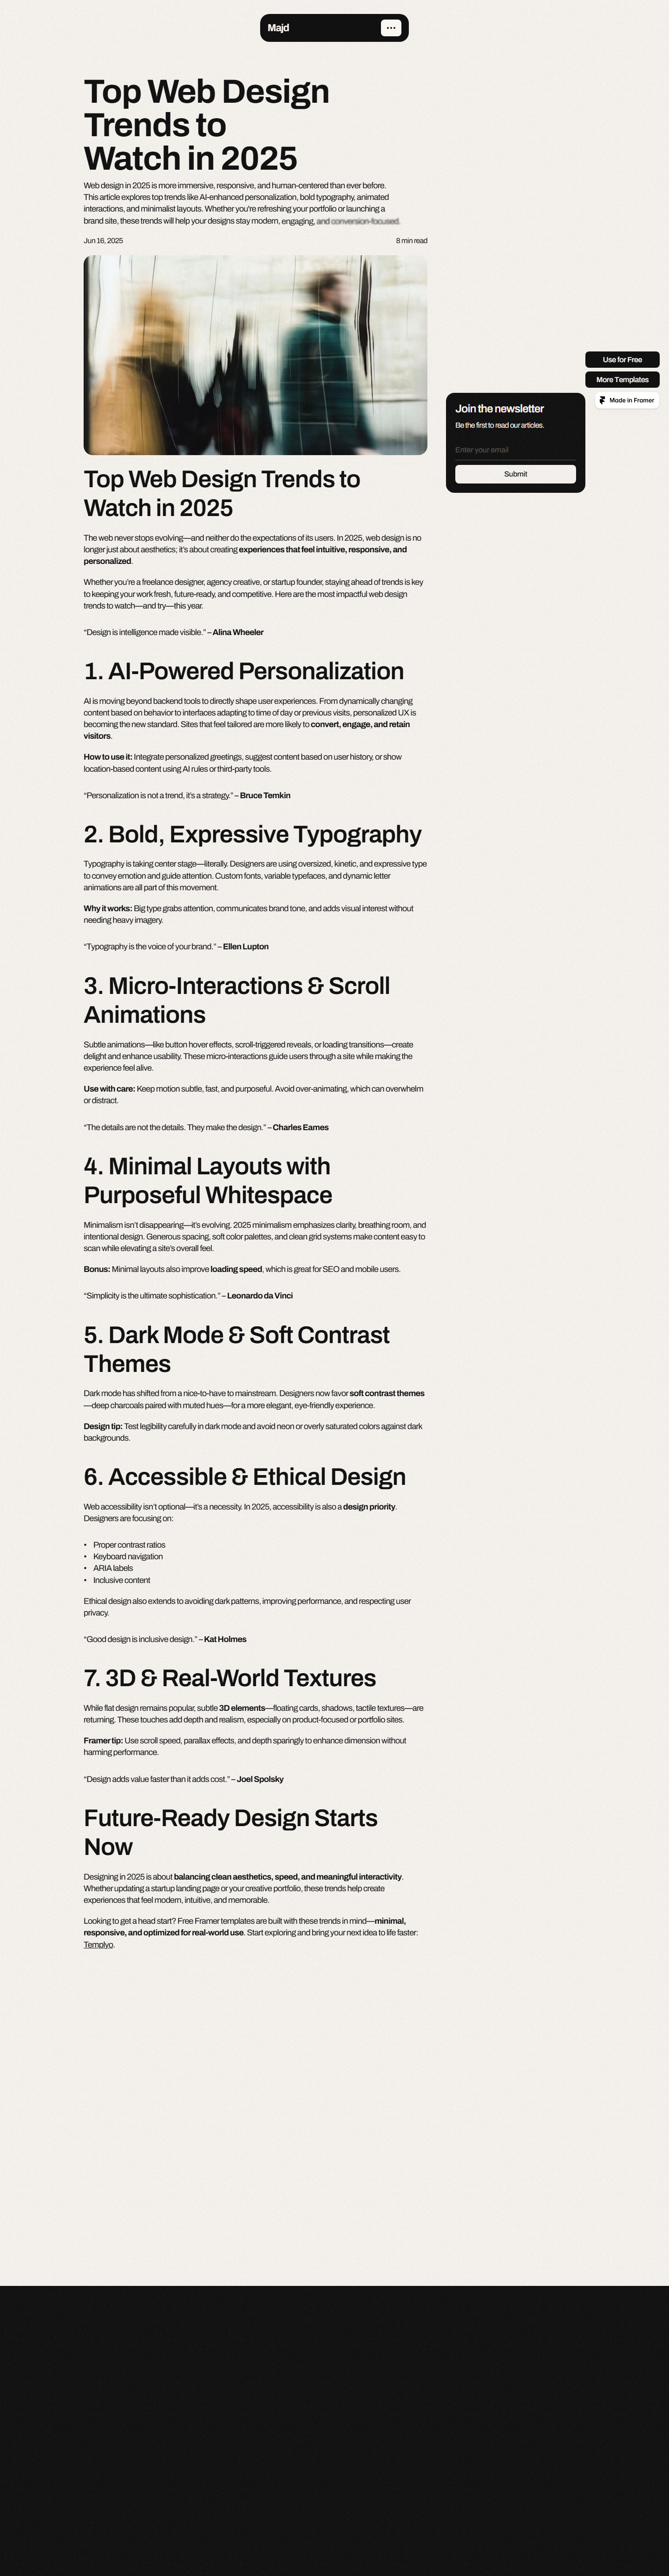 Majd
Top Web Design
Trends to
Watch in 2025
Web design in 2025 is more immersive, responsive, and human-centered than ever before.
This article explores top trends like AI-enhanced personalization, bold typography, animated
interactions, and minimalist layouts. Whether you're refreshing your portfolio or launching a
brand site, these trends will help your designs stay modern, engaging, and conversion-focused.
Jun 16, 2025
8 min read
Use for Free
More Templates
Made in Framer
Join the newsletter
Be the first to read our articles.
Enter your email
Submit
Top Web Design Trends to
Watch in 2025
The web never stops evolving—and neither do the expectations of its users. In 2025, web design is no
longer just about aesthetics; it’s about creating experiences that feel intuitive, responsive, and
personalized.
Whether you’re a freelance designer, agency creative, or startup founder, staying ahead of trends is key
to keeping your work fresh, future-ready, and competitive. Here are the most impactful web design
trends to watch—and try—this year.
“Design is intelligence made visible.” – Alina Wheeler
1. AI-Powered Personalization
AI is moving beyond backend tools to directly shape user experiences. From dynamically changing
content based on behavior to interfaces adapting to time of day or previous visits, personalized UX is
becoming the new standard. Sites that feel tailored are more likely to convert, engage, and retain
visitors.
How to use it: Integrate personalized greetings, suggest content based on user history, or show
location-based content using AI rules or third-party tools.
“Personalization is not a trend, it’s a strategy.” – Bruce Temkin
2. Bold, Expressive Typography
Typography is taking center stage—literally. Designers are using oversized, kinetic, and expressive type
to convey emotion and guide attention. Custom fonts, variable typefaces, and dynamic letter
animations are all part of this movement.
Why it works: Big type grabs attention, communicates brand tone, and adds visual interest without
needing heavy imagery.
“Typography is the voice of your brand.” – Ellen Lupton
3. Micro-Interactions & Scroll
Animations
Subtle animations—like button hover effects, scroll-triggered reveals, or loading transitions—create
delight and enhance usability. These micro-interactions guide users through a site while making the
experience feel alive.
Use with care: Keep motion subtle, fast, and purposeful. Avoid over-animating, which can overwhelm
or distract.
“The details are not the details. They make the design.” – Charles Eames
4. Minimal Layouts with
Purposeful Whitespace
Minimalism isn’t disappearing—it’s evolving. 2025 minimalism emphasizes clarity, breathing room, and
intentional design. Generous spacing, soft color palettes, and clean grid systems make content easy to
scan while elevating a site’s overall feel.
Bonus: Minimal layouts also improve loading speed, which is great for SEO and mobile users.
“Simplicity is the ultimate sophistication.” – Leonardo da Vinci
5. Dark Mode & Soft Contrast
Themes
Dark mode has shifted from a nice-to-have to mainstream. Designers now favor soft contrast themes
—deep charcoals paired with muted hues—for a more elegant, eye-friendly experience.
Design tip: Test legibility carefully in dark mode and avoid neon or overly saturated colors against dark
backgrounds.
6. Accessible & Ethical Design
Web accessibility isn’t optional—it’s a necessity. In 2025, accessibility is also a design priority.
Designers are focusing on:
• Proper contrast ratios
• Keyboard navigation
• ARIA labels
• Inclusive content
Ethical design also extends to avoiding dark patterns, improving performance, and respecting user
privacy.
“Good design is inclusive design.” – Kat Holmes
7. 3D & Real-World Textures
While flat design remains popular, subtle 3D elements—floating cards, shadows, tactile textures—are
returning. These touches add depth and realism, especially on product-focused or portfolio sites.
Framer tip: Use scroll speed, parallax effects, and depth sparingly to enhance dimension without
harming performance.
“Design adds value faster than it adds cost.” – Joel Spolsky
Future-Ready Design Starts
Now
Designing in 2025 is about balancing clean aesthetics, speed, and meaningful interactivity.
Whether updating a startup landing page or your creative portfolio, these trends help create
experiences that feel modern, intuitive, and memorable.
Looking to get a head start? Free Framer templates are built with these trends in mind—minimal,
responsive, and optimized for real-world use. Start exploring and bring your next idea to life faster:
Templyo.